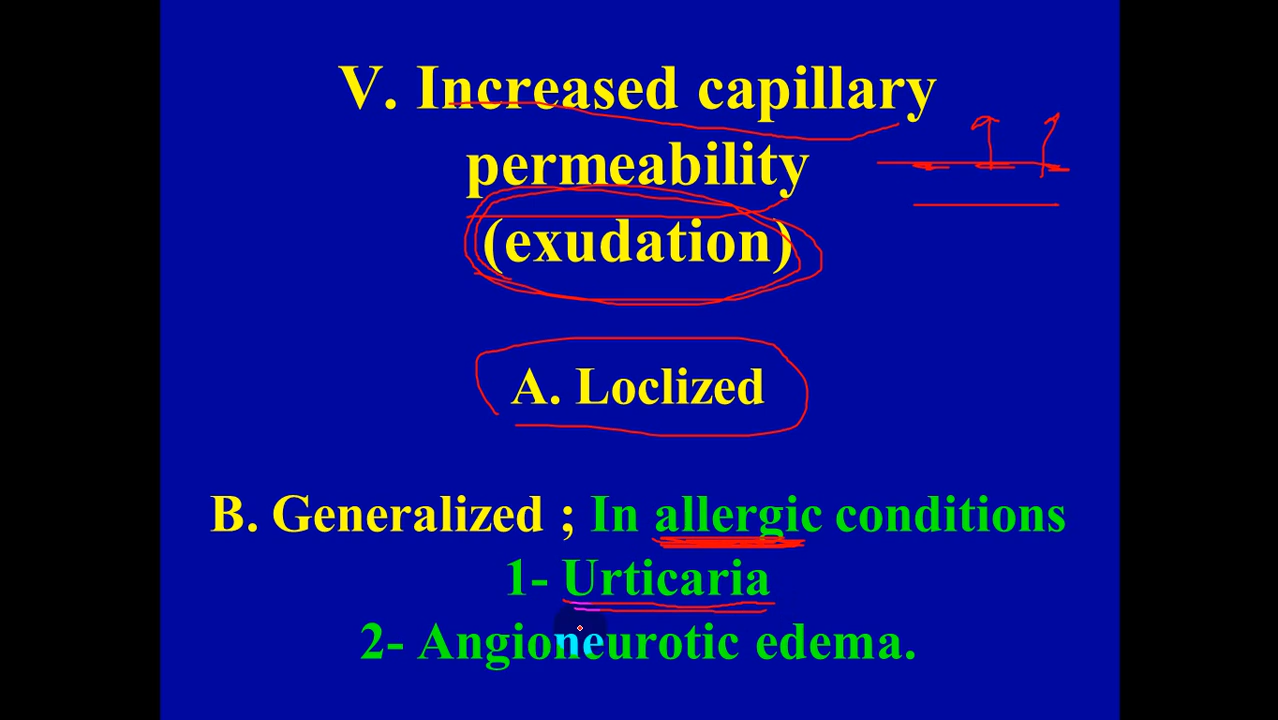 V. Increased capillary
permeability
(exudation)
A. Loclized
B. Generalized ; In allergic conditions
1- Urticaria
2- Angioneurotic edema.